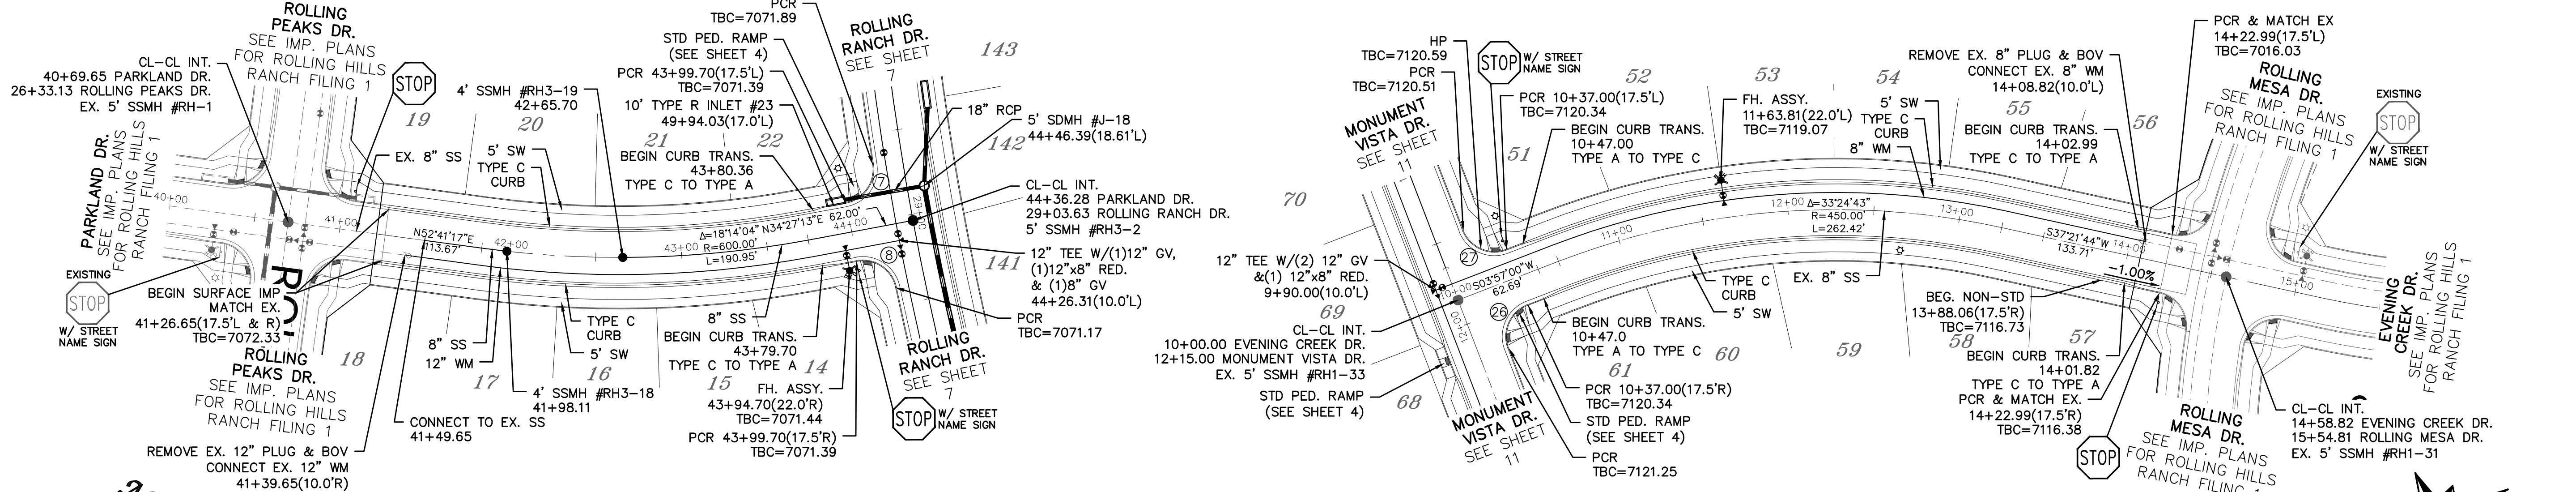 ROLLING
PEAKS DR.
SEE IMP. PLANS
FOR ROLLING HILLS
RANCH FILING 1
CL-CL INT.
40+69.65 PARKLAND DR.
26+33.13 ROLLING PEAKS DR.
EX. 5' SSMH #RH-1
PARKLAND DR.
SEE IMP. PLANS
FOR ROLLING HILLS
RANCH FILING 1
40+00
EXISTING
STOP
W/ STREET
NAME SIGN
BEGIN SURFACE IMP
MATCH EX.
41+26.65(17.5'L & R)
TBC=7072.33
ROLLING
PEAKS DR.
SEE IMP. PLANS
FOR ROLLING HILLS
RANCH FILING 1
REMOVE EX. 12" PLUG & BOV
CONNECT EX. 12" WM
41+39.65(10.0'R)
STOP
19
20
21
22
EX. 8" SS
4' SSMH #RH3-19
42+65.70
5' SW
TYPE C
CURB
PCR
TBC=7071.89
STD PED. RAMP
(SEE SHEET 4)
PCR 43+99.70(17.5'L)
TBC=7071.39
10' TYPE R INLET #23
49+94.03(17.0'L)
BEGIN CURB TRANS.
43+80.36
TYPE C TO TYPE A
ROLLING
RANCH DR.
SEE SHEET
7
143
18" RCP
5' SDMH #J-18
44+46.39(18.61'L)
142
7
CL-CL INT.
44+36.28 PARKLAND DR.
29+03.63 ROLLING RANCH DR.
5' SSMH #RH3-2
41+00
N52°41'17"E
113.67'
42+00
43+00
Δ=18°14'04"
R=600.00'
L=190.95'
N34°27'13"E 62.00'
44+00
8
141
12" TEE W/(1)12" GV,
(1)12"x8" RED.
& (1)8" GV
44+26.31(10.0'L)
PCR
TBC=7071.17
18
17
16
15
14
8" SS
12" WM
TYPE C
CURB
5' SW
4' SSMH #RH3-18
41+98.11
CONNECT TO EX. SS
41+49.65
8" SS
BEGIN CURB TRANS.
43+79.70
TYPE C TO TYPE A
FH. ASSY.
43+94.70(22.0'R)
TBC=7071.44
PCR 43+99.70(17.5'R)
TBC=7071.39
ROLLING
RANCH DR.
SEE SHEET
7
STOP
W/ STREET
NAME SIGN
HP
TBC=7120.59
PCR
TBC=7120.51
STOP
W/ STREET
NAME SIGN
MONUMENT
VISTA DR.
SEE SHEET
11
PCR 10+37.00(17.5'L)
TBC=7120.34
BEGIN CURB TRANS.
10+47.00
TYPE A TO TYPE C
51
52
53
54
55
56
FH. ASSY.
11+63.81(22.0'L)
TBC=7119.07
5' SW
TYPE C
CURB
8" WM
REMOVE EX. 8" PLUG & BOV
CONNECT EX. 8" WM
14+08.82(10.0'L)
BEGIN CURB TRANS.
14+02.99
TYPE C TO TYPE A
PCR & MATCH EX
14+22.99(17.5'L)
TBC=7016.03
ROLLING
MESA DR.
SEE IMP. PLANS
FOR ROLLING HILLS
RANCH FILING 1
EXISTING
STOP
W/ STREET
NAME SIGN
70
69
68
12" TEE W/(2) 12" GV
&(1) 12"x8" RED.
9+90.00(10.0'L)
CL-CL INT.
10+00.00 EVENING CREEK DR.
12+15.00 MONUMENT VISTA DR.
EX. 5' SSMH #RH1-33
STD PED. RAMP
(SEE SHEET 4)
27
10+00
S03°57'00"W
62.69'
12+00
26
11+00
12+00
Δ=33°24'43"
R=450.00'
L=262.42'
13+00
S37°21'44"W
133.71'
14+00
-1.00%
15+00
TYPE C
CURB
5' SW
EX. 8" SS
BEGIN CURB TRANS.
10+47.0
TYPE A TO TYPE C
61
60
59
58
57
PCR 10+37.00(17.5'R)
TBC=7120.34
STD PED. RAMP
(SEE SHEET 4)
PCR
TBC=7121.25
MONUMENT
VISTA DR.
SEE SHEET
11
BEG. NON-STD
13+88.06(17.5'R)
TBC=7116.73
BEGIN CURB TRANS.
14+01.82
TYPE C TO TYPE A
PCR & MATCH EX.
14+22.99(17.5'R)
TBC=7116.38
STOP
ROLLING
MESA DR.
SEE IMP. PLANS
FOR ROLLING HILLS
RANCH FILING 1
EVENING
CREEK DR.
SEE IMP. PLANS
FOR ROLLING HILLS
RANCH FILING 1
CL-CL INT.
14+58.82 EVENING CREEK DR.
15+54.81 ROLLING MESA DR.
EX. 5' SSMH #RH1-31